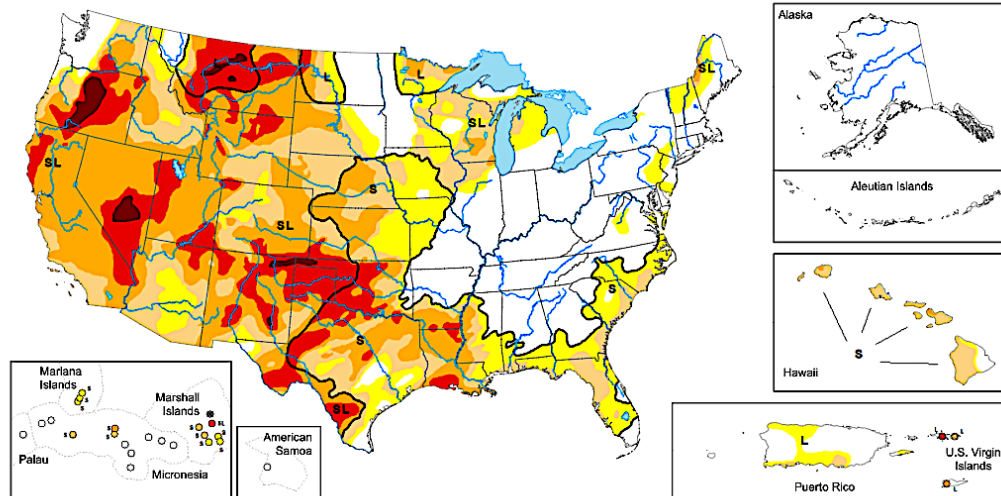 Alaska
Aleutian Islands
L
L
SL
SL
SL
S
SL
S
S
SL
S
Hawaii
Mariana
Islands
S
S
S
Marshall
Islands
S
S
SL
S
S
S
S
Palau
Micronesia
American
Samoa
L
L
L
U.S. Virgin
Islands
L
Puerto Rico